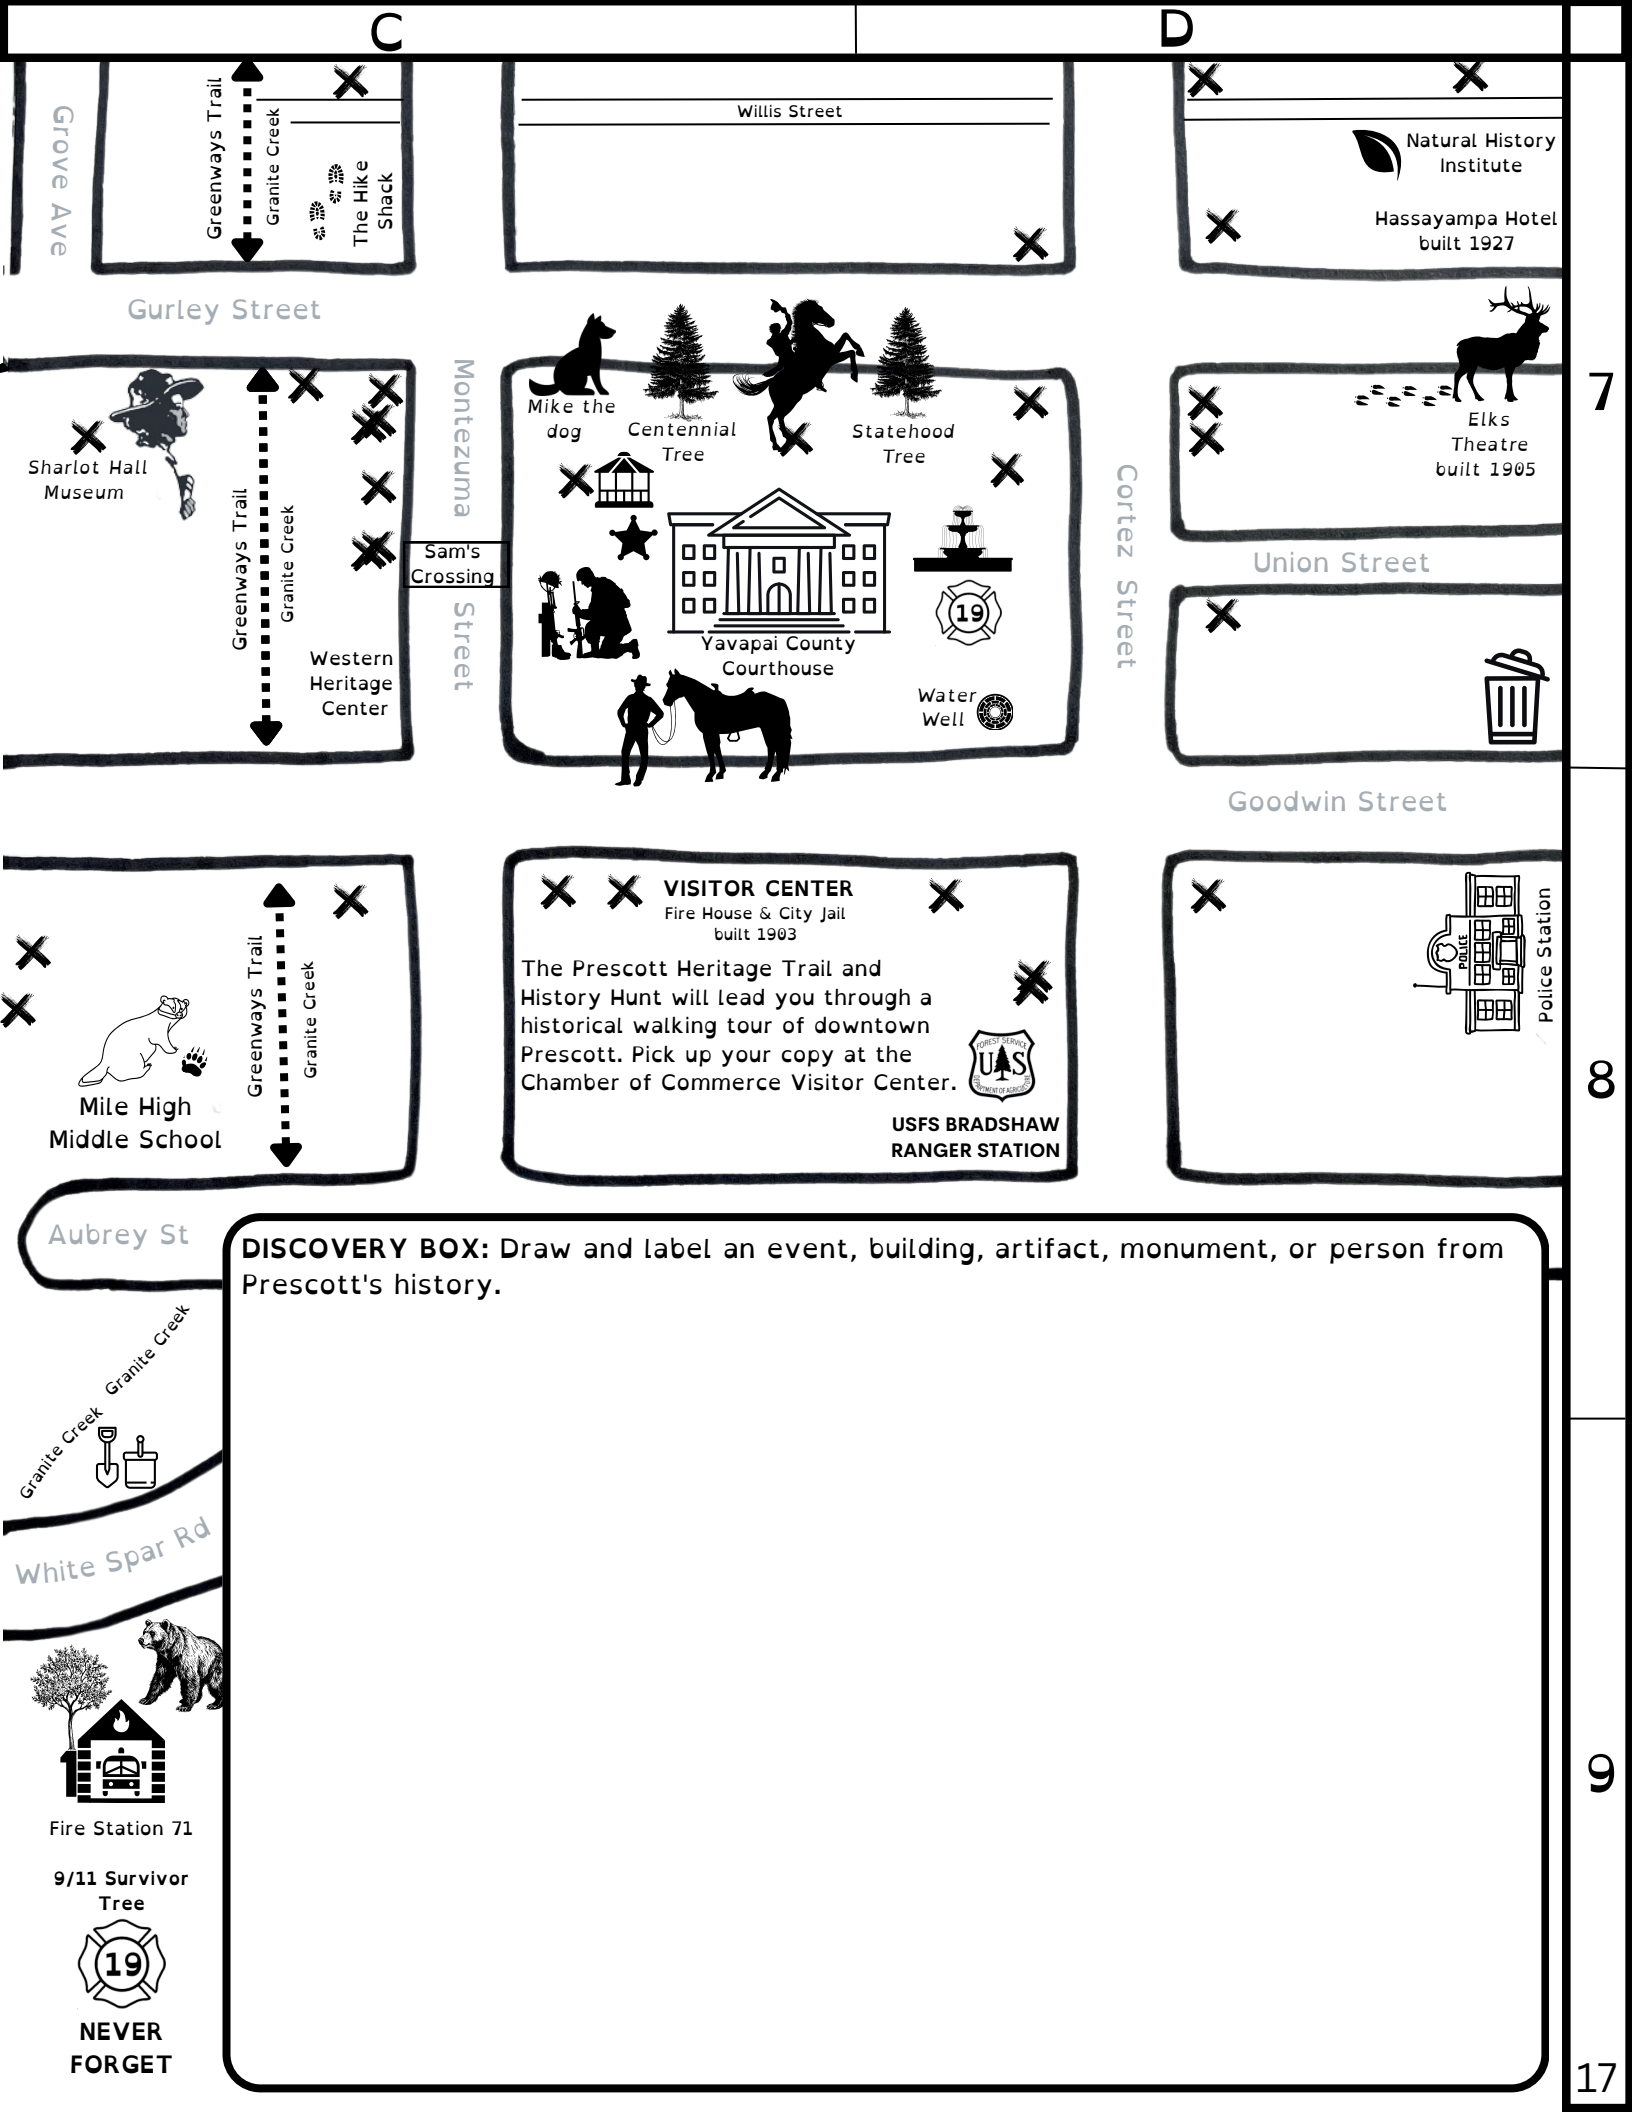 C
D
Grove Ave
Greenways Trail
Granite Creek
The Hike
Shack
Willis Street
Natural History
Institute
Hassayampa Hotel
built 1927
Gurley Street
7
Sharlot Hall
Museum
Greenways Trail
Granite Creek
Western
Heritage
Center
Montezuma Street
Sam's
Crossing
Mike the
dog
Centennial
Tree
Statehood
Tree
19
Yavapai County
Courthouse
Water
Well
Cortez Street
Elks
Theatre
built 1905
Union Street
Goodwin Street
8
Mile High
Middle School
Greenways Trail
Granite Creek
VISITOR CENTER
Fire House & City Jail
built 1903
The Prescott Heritage Trail and
History Hunt will lead you through a
historical walking tour of downtown
Prescott. Pick up your copy at the
Chamber of Commerce Visitor Center.
FOREST SERVICE
U S
DEPARTMENT OF AGRICULTURE
USFS BRADSHAW
RANGER STATION
POLICE
Police Station
Aubrey St
DISCOVERY BOX: Draw and label an event, building, artifact, monument, or person from
Prescott's history.
Granite Creek
Granite Creek
White Spar Rd
9
Fire Station 71
9/11 Survivor
Tree
19
NEVER
FORGET
17